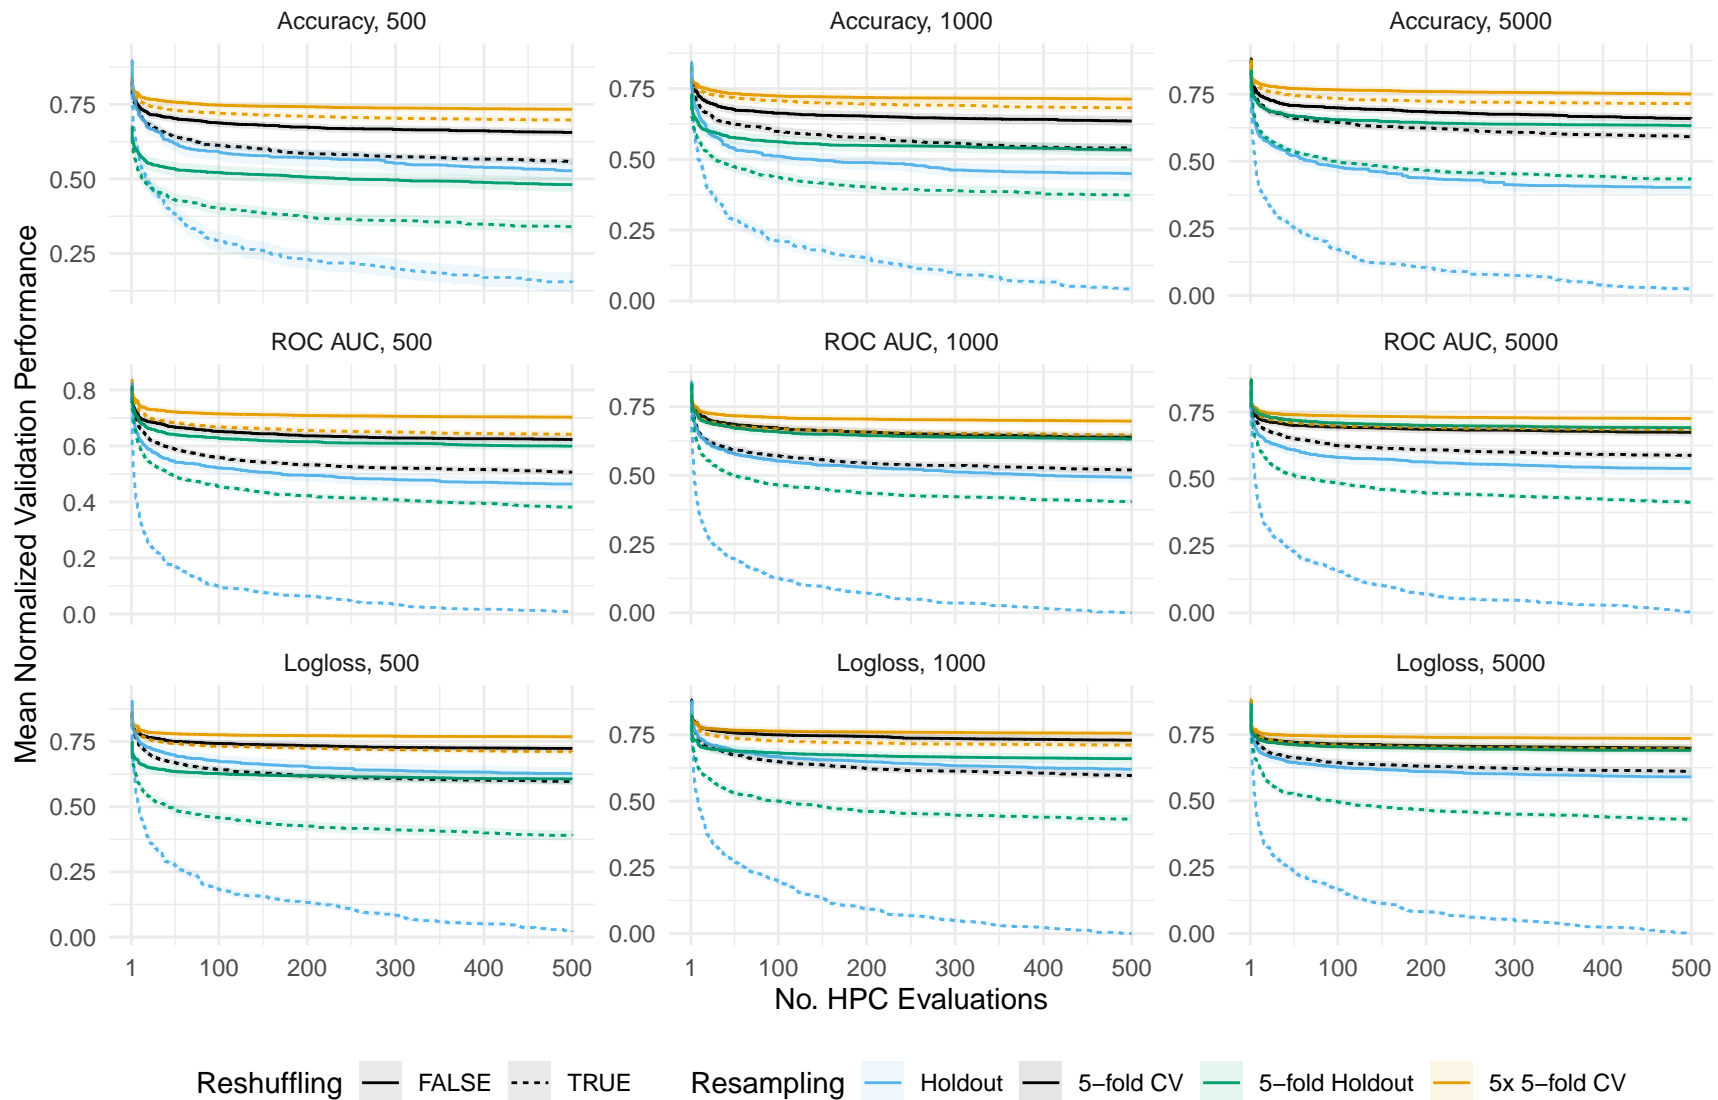 Accuracy, 500
Accuracy, 1000
Accuracy, 5000
0.75
0.50
0.25
0.75
0.50
0.25
0.00
0.75
0.50
0.25
0.00
ROC AUC, 500
ROC AUC, 1000
ROC AUC, 5000
0.8
0.6
0.4
0.2
0.0
0.75
0.50
0.25
0.00
0.75
0.50
0.25
0.00
Logloss, 500
Logloss, 1000
Logloss, 5000
0.75
0.50
0.25
0.00
0.75
0.50
0.25
0.00
0.75
0.50
0.25
0.00
1 100 200 300 400 500
1 100 200 300 400 500
1 100 200 300 400 500
Mean Normalized Validation Performance
No. HPC Evaluations
Reshuffling FALSE TRUE Resampling Holdout 5−fold CV 5−fold Holdout 5x 5−fold CV